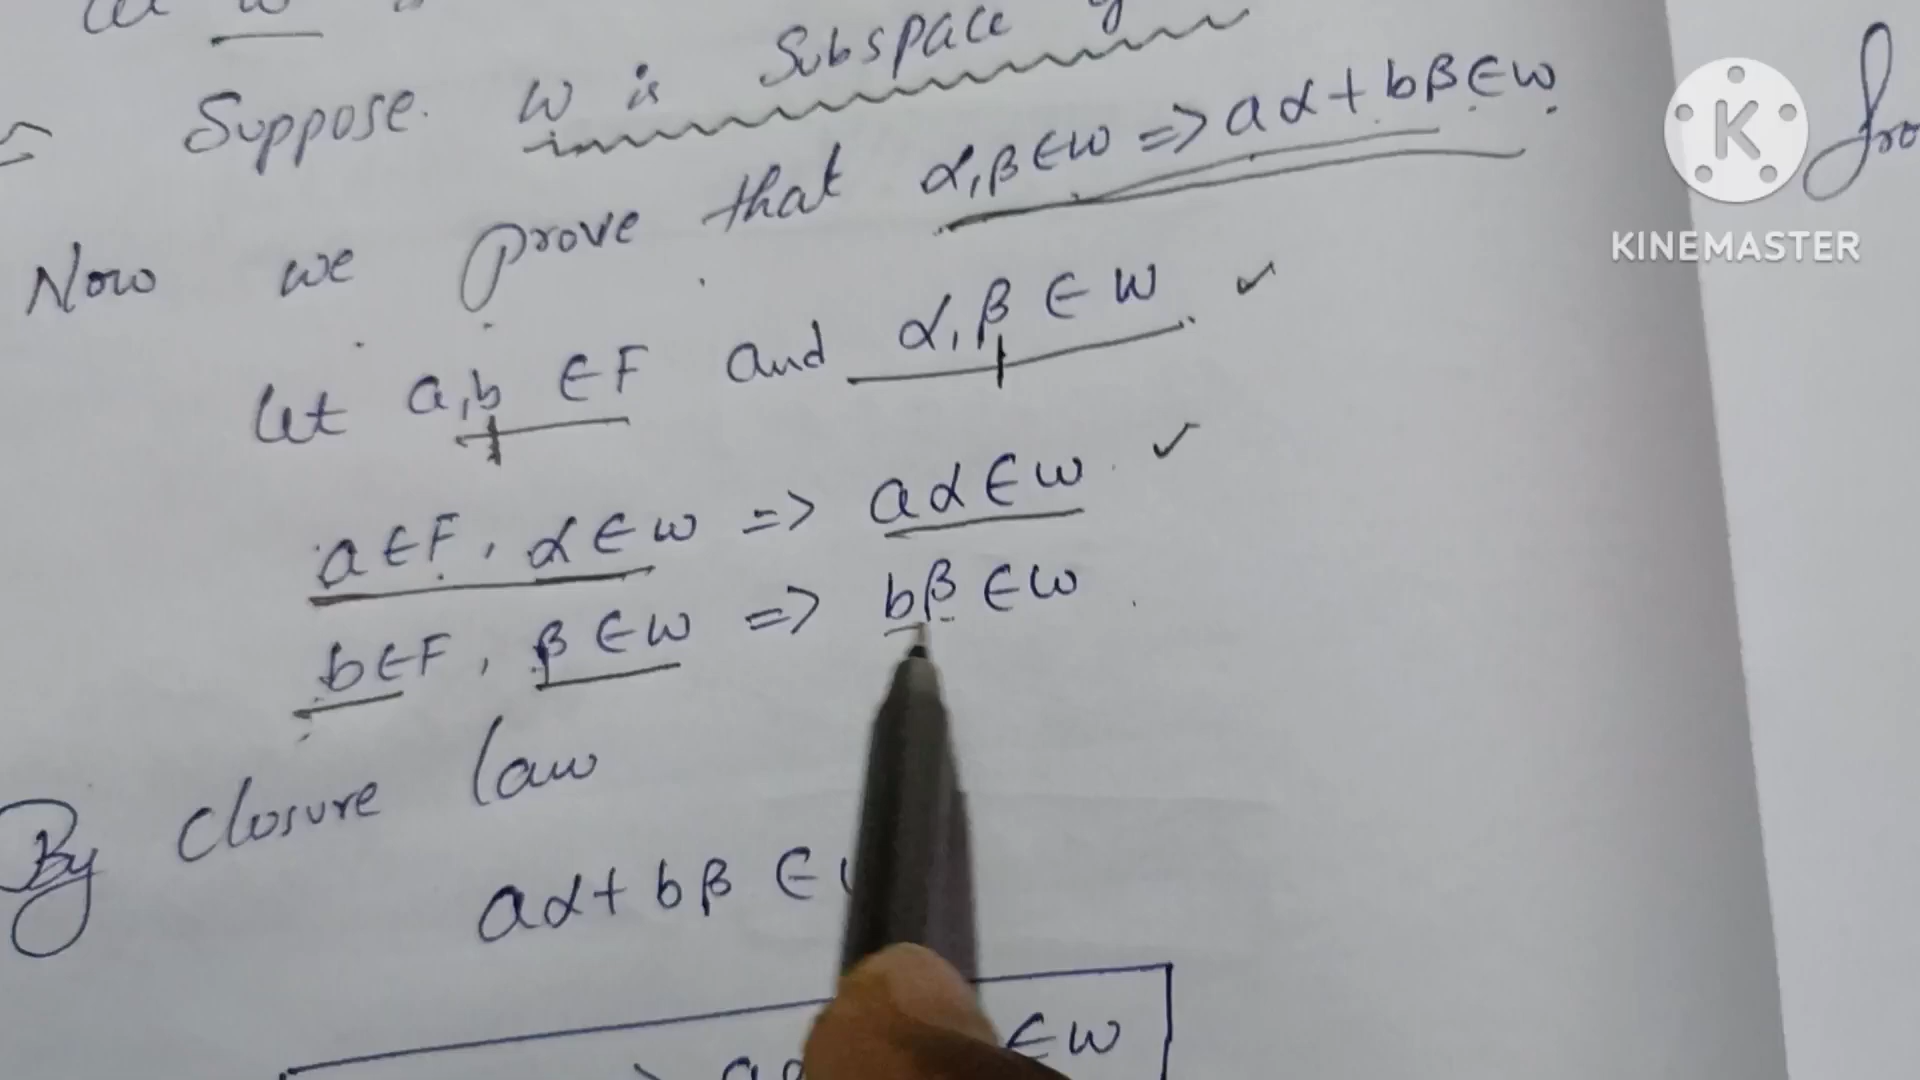 Suppose. W is Subspace
Now we prove that α,β∈W => aα+bβ∈W
let a,b ∈F and α,β ∈ W ✓
a∈F, α∈W => aα∈W ✓
b∈F, β∈W => bβ∈W
By closure law
aα+bβ ∈
∈W
K
KINEMASTER